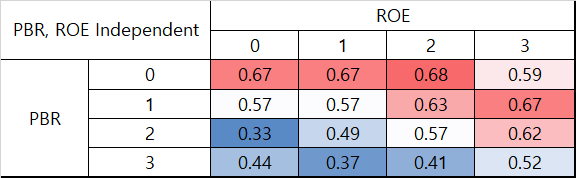 PBR, ROE Independent ROE
0 1 2 3
PBR 0 0.67 0.67 0.68 0.59
1 0.57 0.57 0.63 0.67
2 0.33 0.49 0.57 0.62
3 0.44 0.37 0.41 0.52